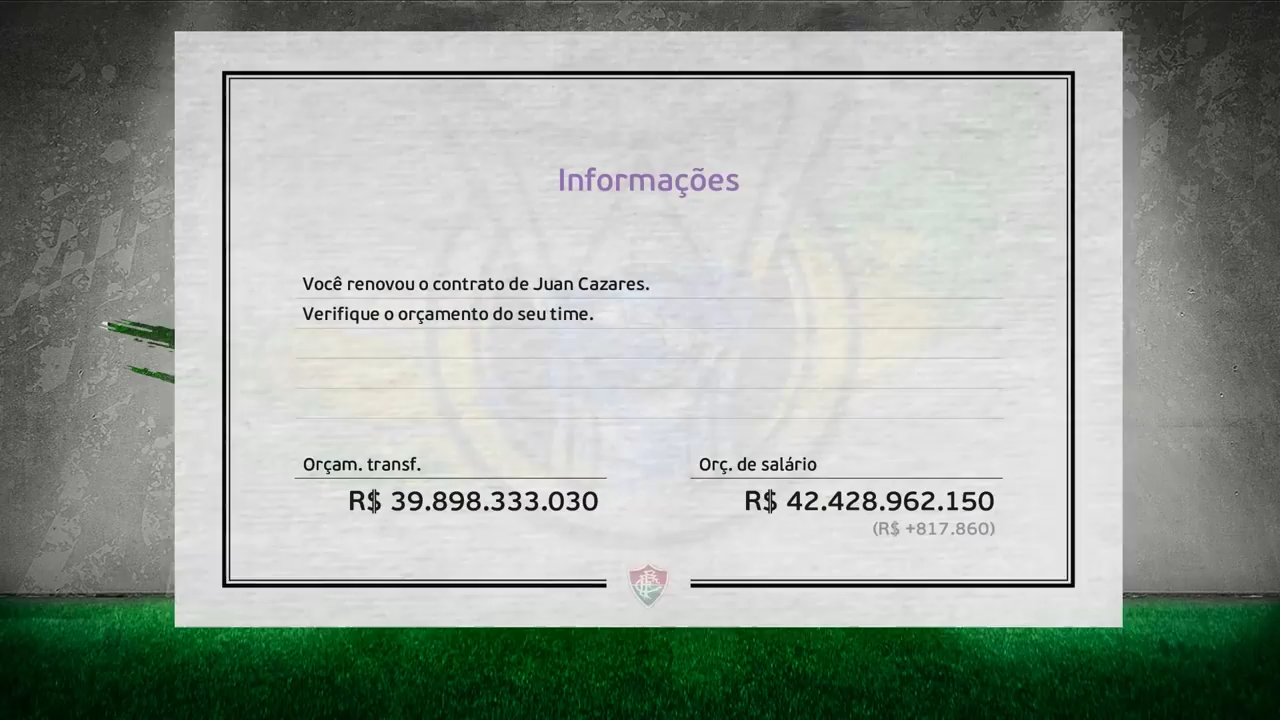 Informações
Você renovou o contrato de Juan Cazares.
Verifique o orçamento do seu time.
Orçam. transf.
Orç. de salário
R$ 39.898.333.030
R$ 42.428.962.150
(R$ +817.860)